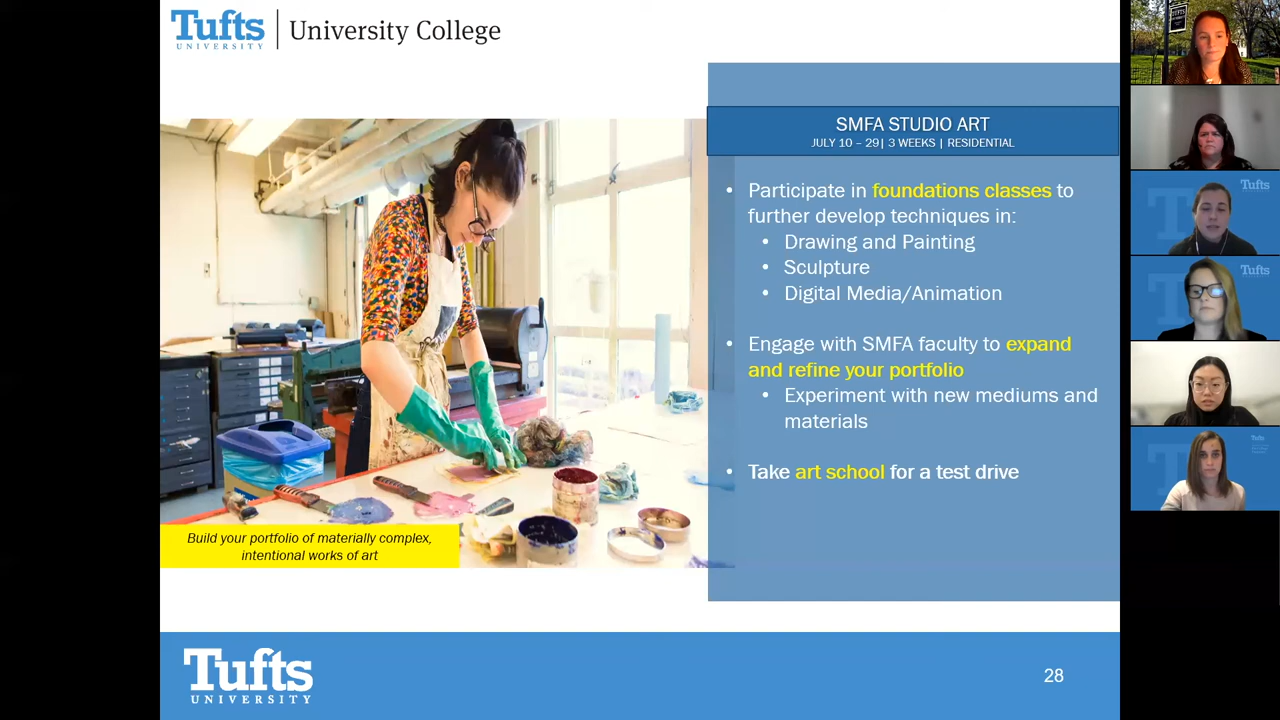 Tufts
UNIVERSITY
University College
SMFA STUDIO ART
JULY 10 – 29| 3 WEEKS | RESIDENTIAL
• Participate in foundations classes to
further develop techniques in:
• Drawing and Painting
• Sculpture
• Digital Media/Animation
• Engage with SMFA faculty to expand
and refine your portfolio
• Experiment with new mediums and
materials
• Take art school for a test drive
Build your portfolio of materially complex,
intentional works of art
Tufts
UNIVERSITY
28
TUFTS
Tufts
Tufts
Tufts